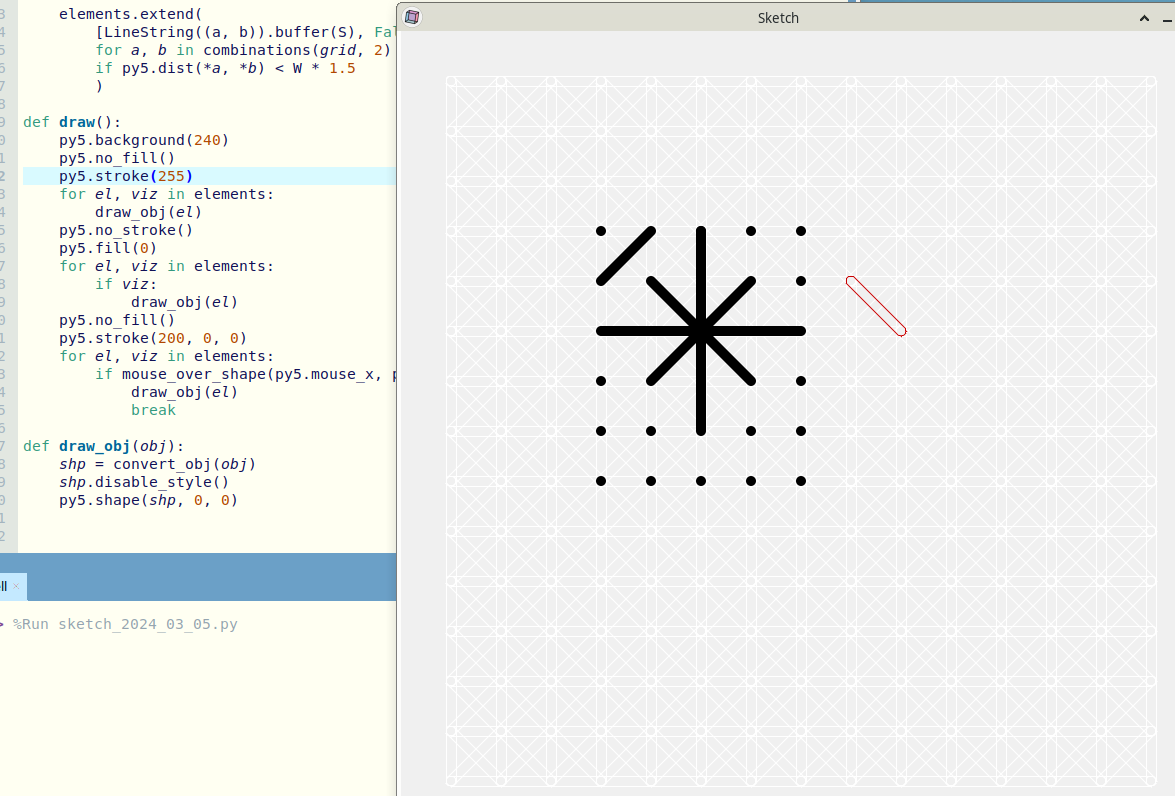 Sketch
3 elements.extend(
4 [LineString((a, b)).buffer(S), Fal
5 for a, b in combinations(grid, 2)
6 if py5.dist(*a, *b) < W * 1.5
7 )
8
9 def draw():
0 py5.background(240)
1 py5.no_fill()
2 py5.stroke(255)
3 for el, viz in elements:
4 draw_obj(el)
5 py5.no_stroke()
6 py5.fill(0)
7 for el, viz in elements:
8 if viz:
9 draw_obj(el)
0 py5.no_fill()
1 py5.stroke(200, 0, 0)
2 for el, viz in elements:
3 if mouse_over_shape(py5.mouse_x, p
4 draw_obj(el)
5 break
6
7 def draw_obj(obj):
8 shp = convert_obj(obj)
9 shp.disable_style()
0 py5.shape(shp, 0, 0)
1
2
ll ×
> %Run sketch_2024_03_05.py